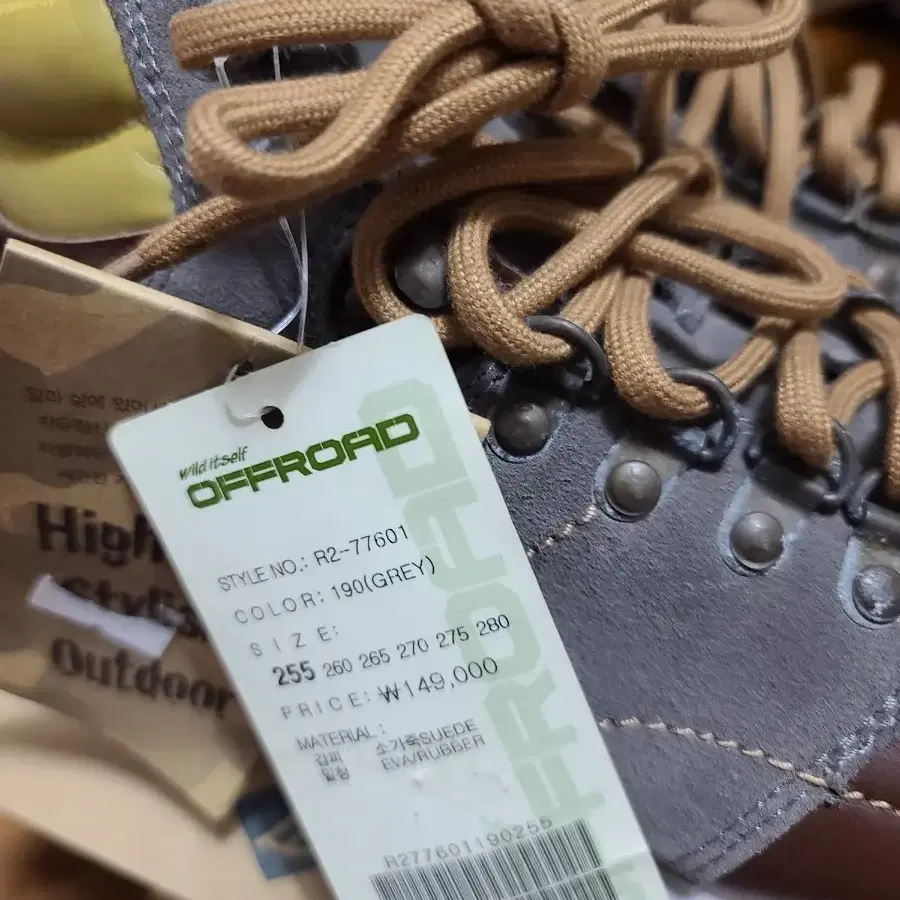 wild itself
OFFROAD
STYLE NO.: R2-77601
COLOR: 190(GREY)
SIZE:
255 260 265 270 275 280
PRICE: ₩149,000
MATERIAL:
겉피 소가죽SUEDE
밑창 EVA/RUBBER
R277601190255
OFFROAD
High
Stylis
Outdoor